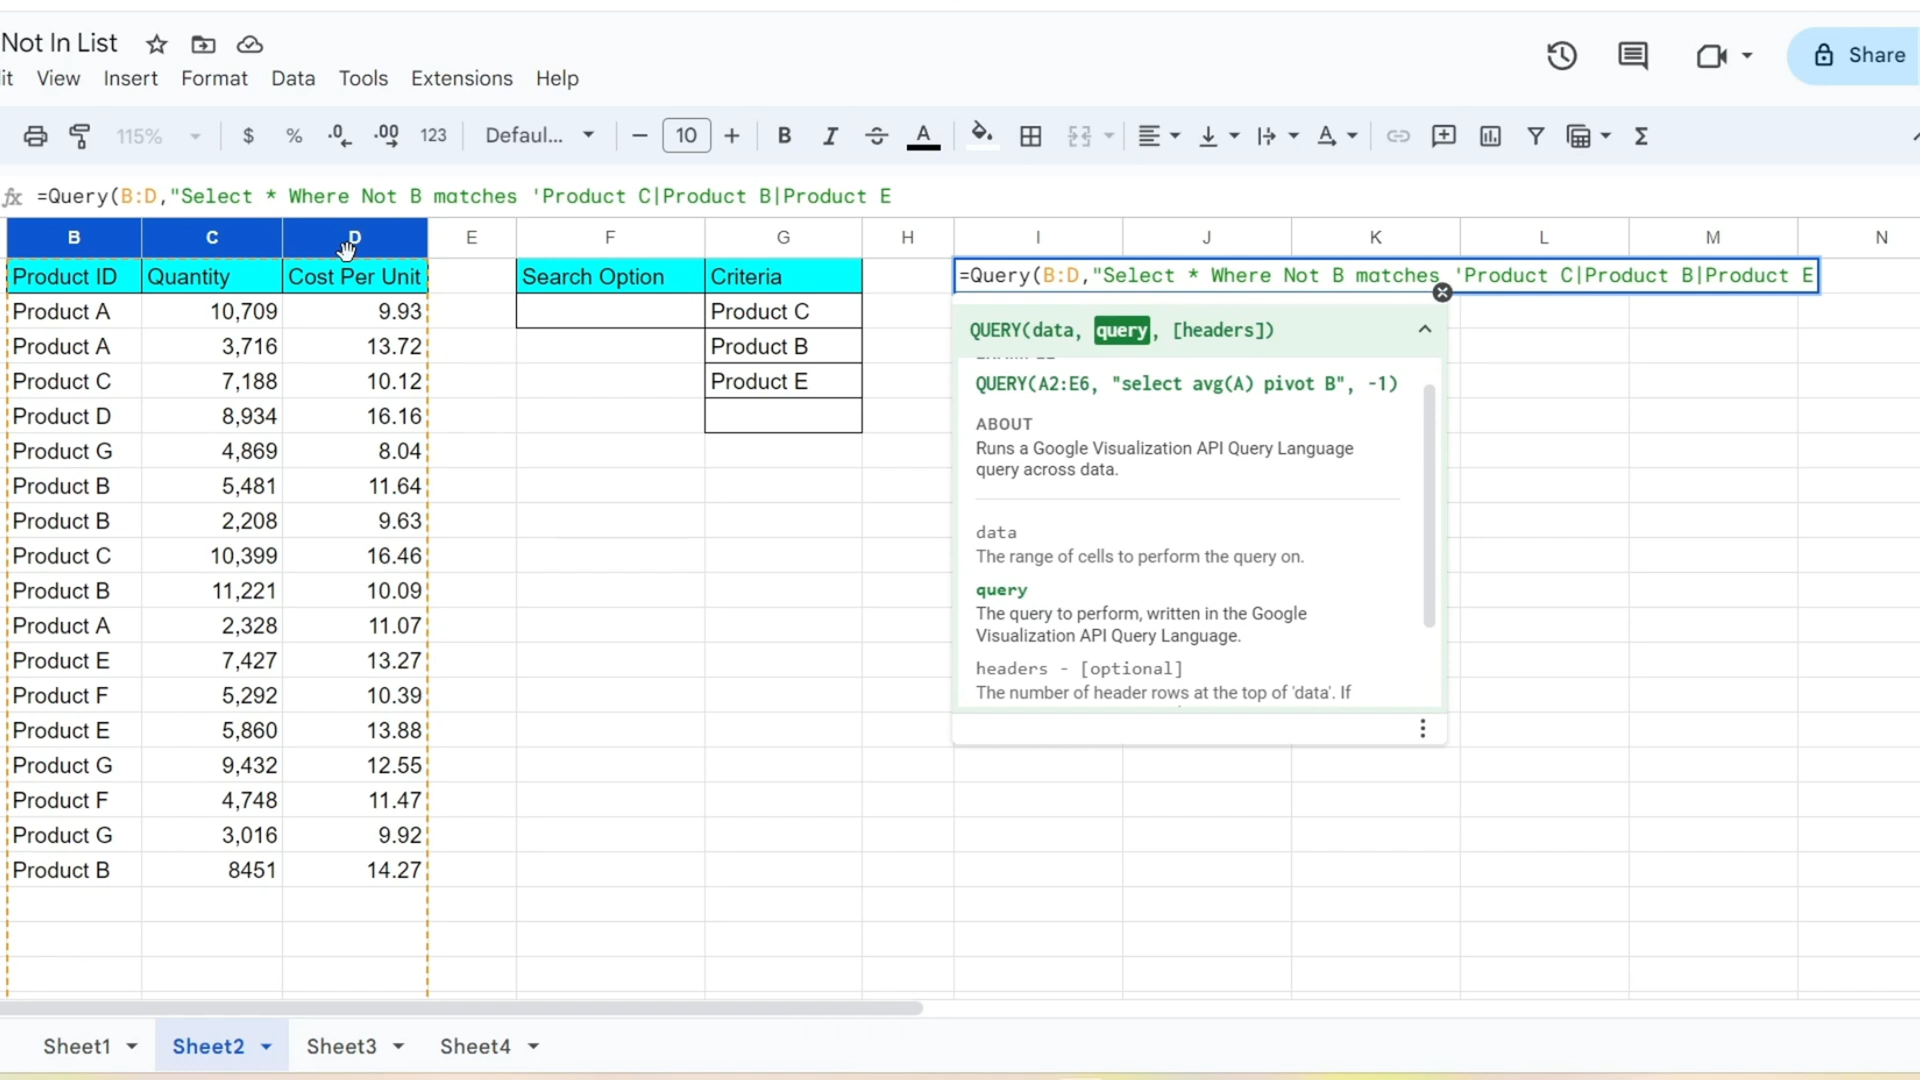 Not In List
it View Insert Format Data Tools Extensions Help
Share
115% $ % .0 .00 123 Defaul... − 10 + B I A Σ
fx =Query(B:D,"Select * Where Not B matches 'Product C|Product B|Product E
B C D E F G H I J K L M N
Product ID Quantity Cost Per Unit Search Option Criteria =Query(B:D,"Select * Where Not B matches 'Product C|Product B|Product E
Product A 10,709 9.93 Product C
QUERY(data, query, [headers])
Product A 3,716 13.72 Product B
Product C 7,188 10.12 Product E
QUERY(A2:E6, "select avg(A) pivot B", -1)
Product D 8,934 16.16
ABOUT
Product G 4,869 8.04
Runs a Google Visualization API Query Language
query across data.
Product B 5,481 11.64
Product B 2,208 9.63
data
Product C 10,399 16.46
The range of cells to perform the query on.
Product B 11,221 10.09
query
Product A 2,328 11.07
The query to perform, written in the Google
Visualization API Query Language.
Product E 7,427 13.27
headers - [optional]
Product F 5,292 10.39
The number of header rows at the top of 'data'. If
Product E 5,860 13.88
Product G 9,432 12.55
Product F 4,748 11.47
Product G 3,016 9.92
Product B 8451 14.27
Sheet1 Sheet2 Sheet3 Sheet4